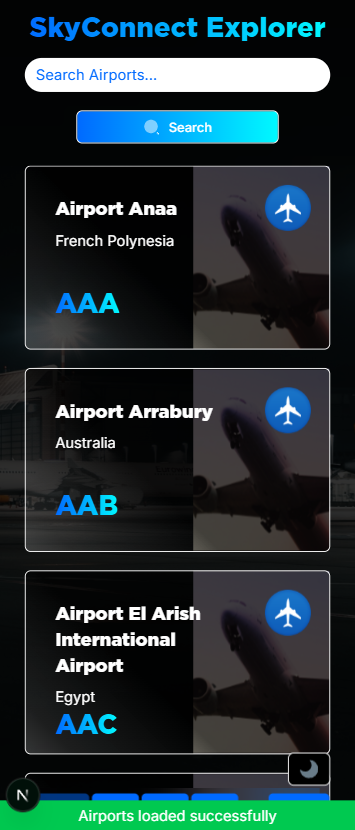 SkyConnect Explorer
Search Airports...
Search
Airport Anaa
French Polynesia
AAA
Airport Arrabury
Australia
AAB
Airport El Arish
International
Airport
Egypt
AAC
N
Airports loaded successfully